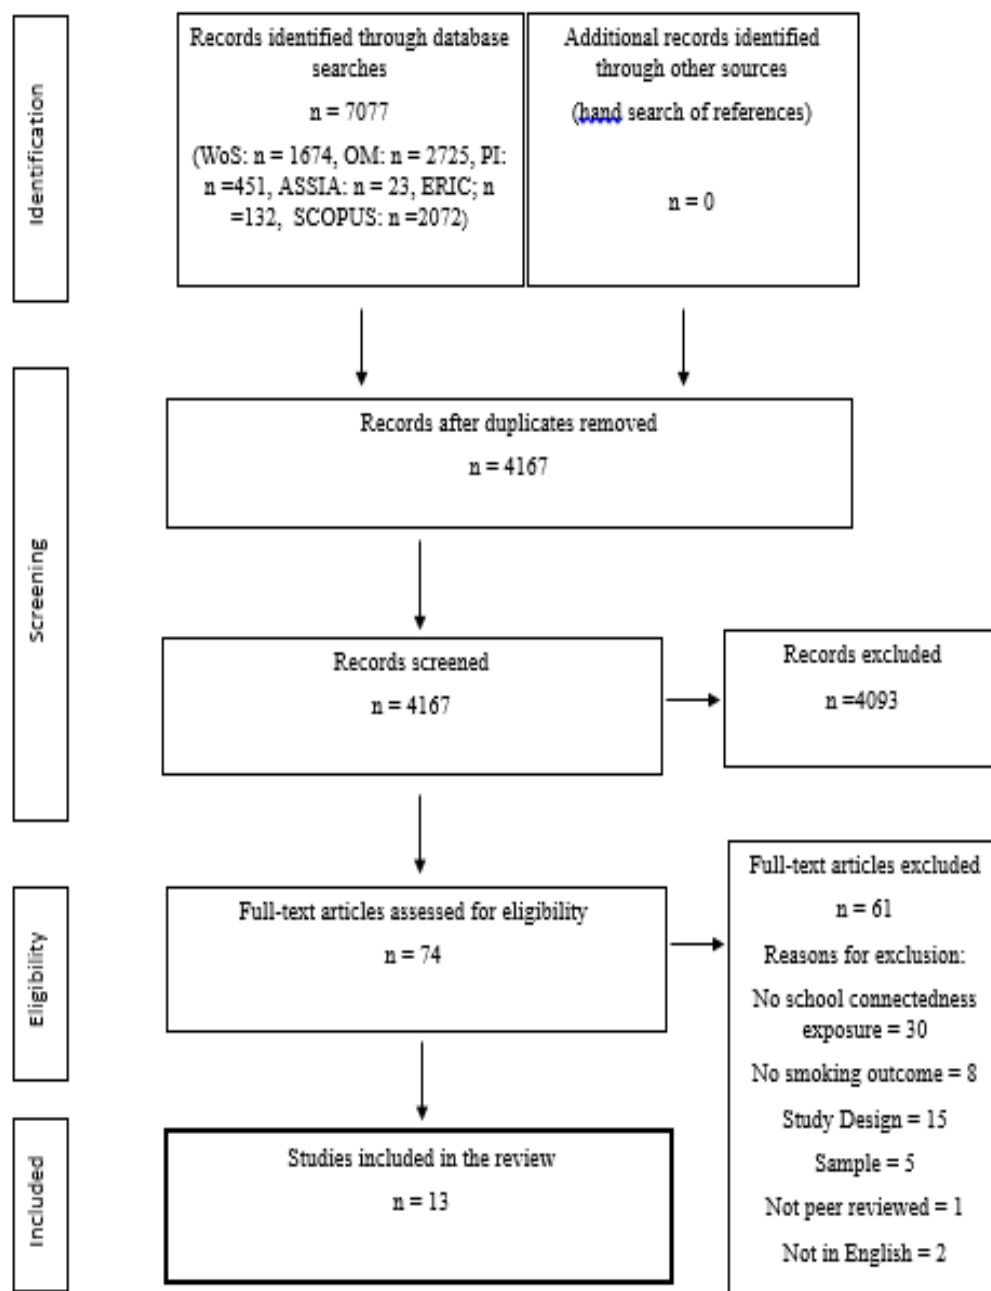 Identification
Records identified through database
searches
n = 7077
(WoS: n = 1674, OM: n = 2725, PI:
n =451, ASSIA: n = 23, ERIC; n
=132, SCOPUS: n =2072)
Additional records identified
through other sources
(hand search of references)
n = 0
Screening
Records after duplicates removed
n = 4167
Records screened
n = 4167
Records excluded
n =4093
Eligibility
Full-text articles assessed for eligibility
n = 74
Full-text articles excluded
n = 61
Reasons for exclusion:
No school connectedness
exposure = 30
No smoking outcome = 8
Study Design = 15
Sample = 5
Not peer reviewed = 1
Not in English = 2
Included
Studies included in the review
n = 13